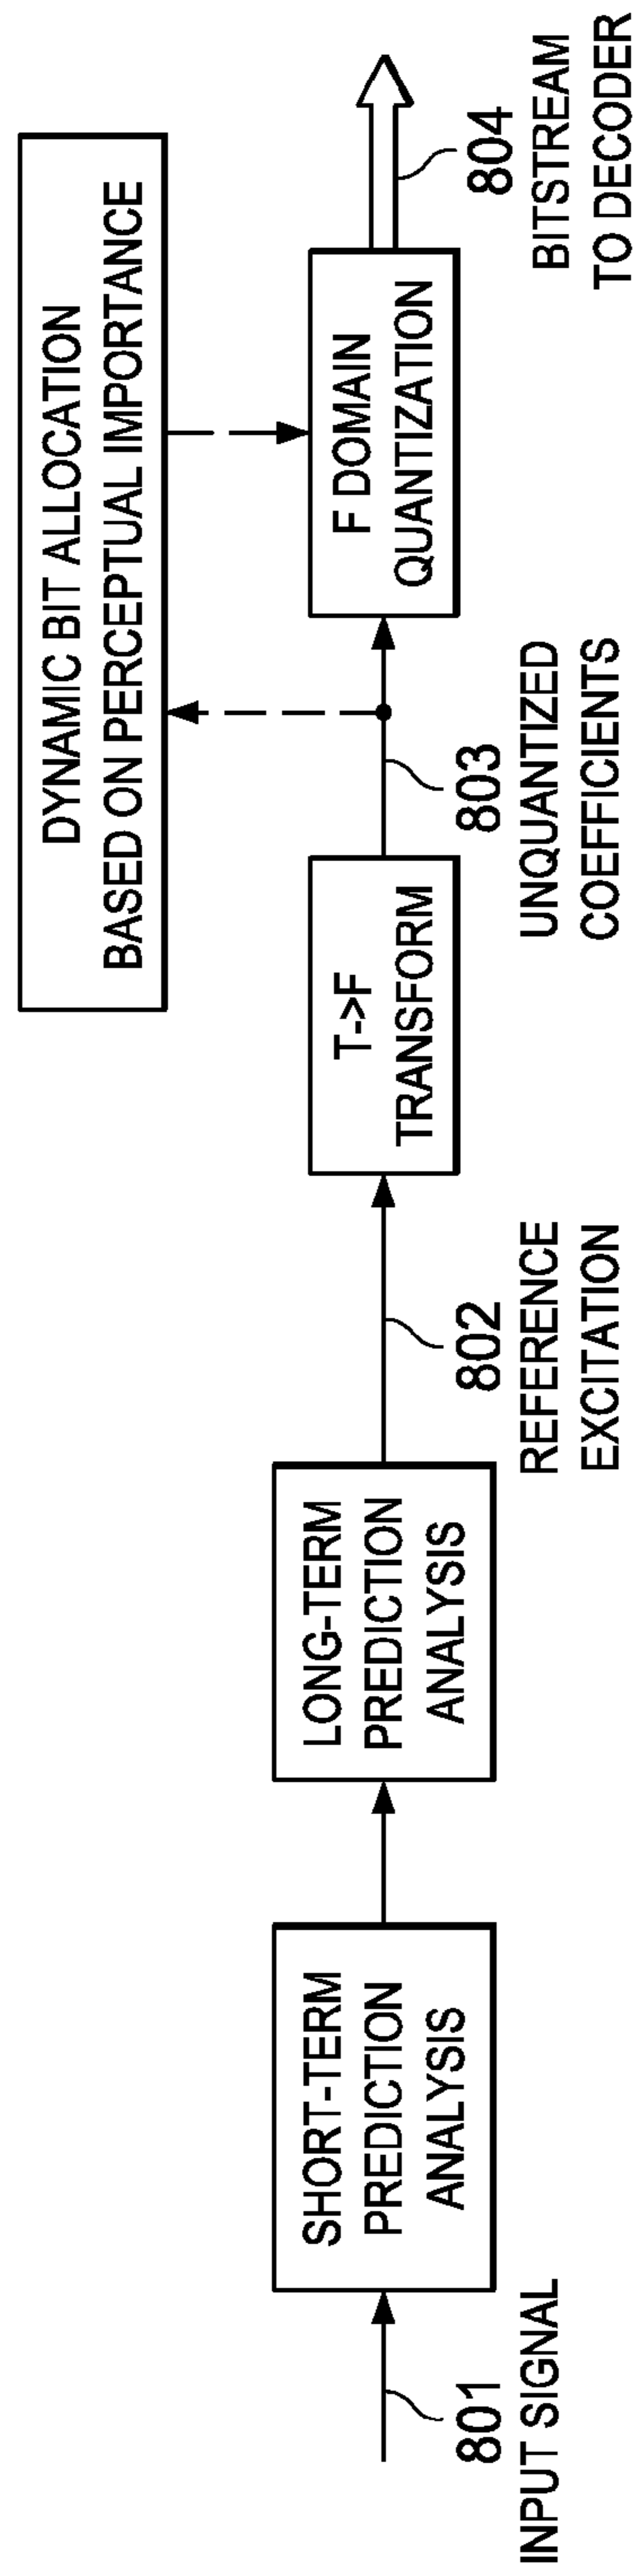 DYNAMIC BIT ALLOCATION
BASED ON PERCEPTUAL IMPORTANCE
SHORT-TERM
PREDICTION
ANALYSIS
LONG-TERM
PREDICTION
ANALYSIS
T->F
TRANSFORM
F DOMAIN
QUANTIZATION
801
INPUT SIGNAL
802
REFERENCE
EXCITATION
803
UNQUANTIZED
COEFFICIENTS
804
BITSTREAM
TO DECODER